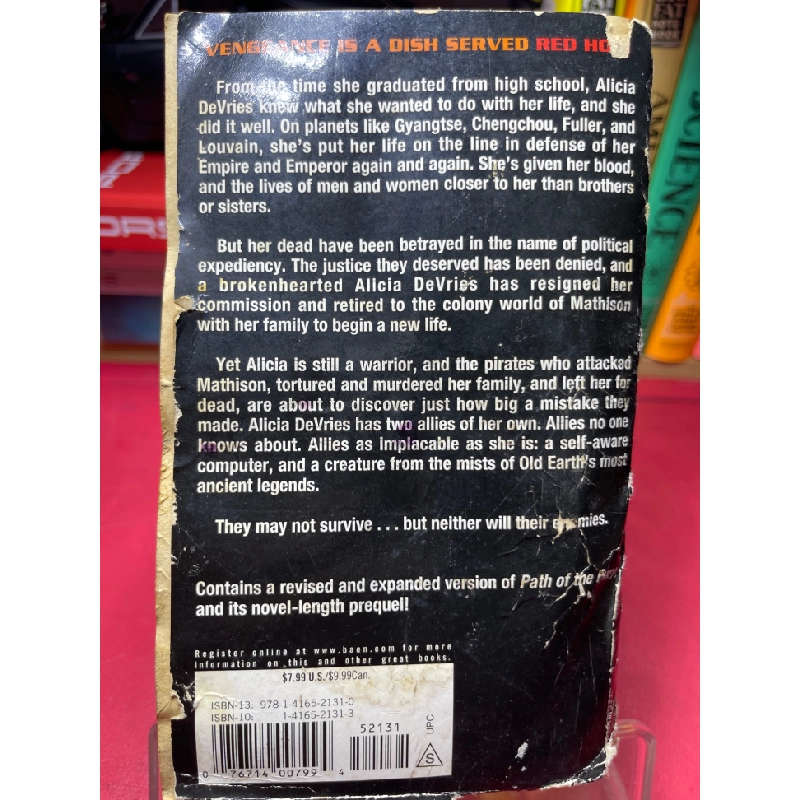 VENGEANCE IS A DISH SERVED RED HO
From the time she graduated from high school, Alicia
DeVries knew what she wanted to do with her life, and she
did it well. On planets like Gyangtse, Chengchou, Fuller, and
Louvain, she's put her life on the line in defense of her
Empire and Emperor again and again. She's given her blood,
and the lives of men and women closer to her than brothers
or sisters.
But her dead have been betrayed in the name of political
expediency. The justice they deserved has been denied, and
a brokenhearted Alicia DeVries has resigned her
commission and retired to the colony world of Mathison
with her family to begin a new life.
Yet Alicia is still a warrior, and the pirates who attacked
Mathison, tortured and murdered her family, and left her for
dead, are about to discover just how big a mistake they
made. Alicia DeVries has two allies of her own. Allies no one
knows about. Allies as implacable as she is: a self-aware
computer, and a creature from the mists of Old Earth's most
ancient legends.
They may not survive . . . but neither will their enemies.
Contains a revised and expanded version of Path of the Fury
and its novel-length prequel!
Register online at www.baen.com for more
information on this and other great books.
$7.99 U.S./$9.99Can.
ISBN-13: 978-1-4165-2131-0
ISBN-10: 1-4165-2131-3
52131
0 76714 00799 4
UPC
S
SCIENCE